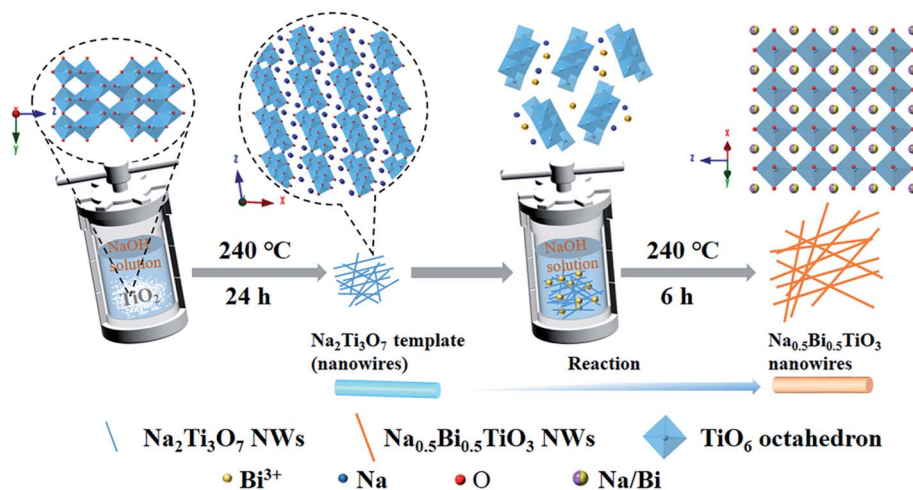 x
z
y
z
x
x
z
y
NaOH
solution
TiO₂
240 ℃
24 h
NaOH
solution
240 ℃
6 h
Na₂Ti₃O₇ template
(nanowires)
Reaction
Na₀.₅Bi₀.₅TiO₃
nanowires
Na₂Ti₃O₇ NWs
Na₀.₅Bi₀.₅TiO₃ NWs
TiO₆ octahedron
Bi³⁺
Na
O
Na/Bi